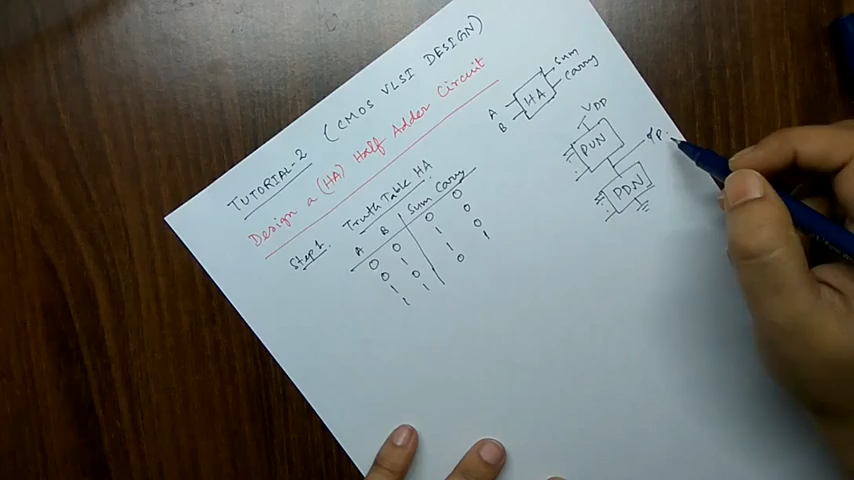 TUTORIAL-2 (CMOS VLSI DESIGN)
Design a (HA) Half Adder Circuit
Step 1. Truth Table HA
A B Sum Carry
0 0 0 0
0 1 1 0
1 0 1 0
1 1 0 1
A
B
HA
Sum
Carry
VDD
PUN
O/P.
PDN